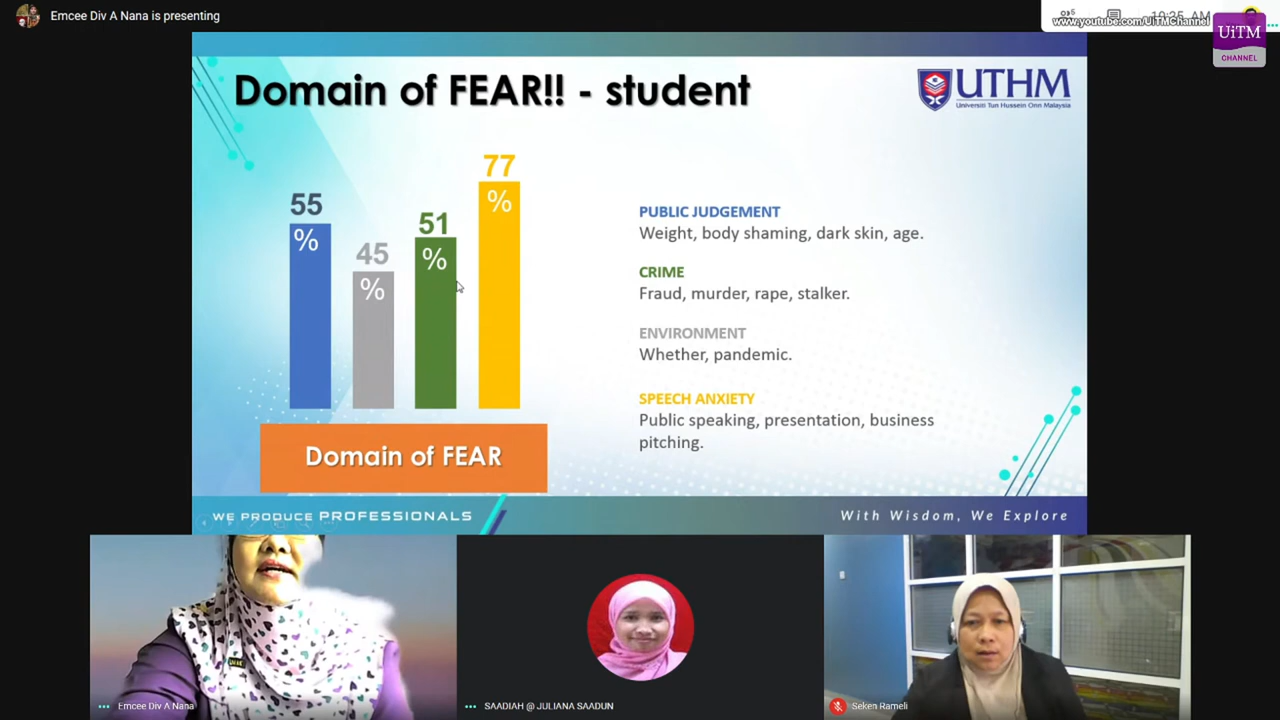 Emcee Div A Nana is presenting
10:35 AM
www.youtube.com/UiTMChannel
UiTM
CHANNEL
Domain of FEAR!! - student
UTHM
Universiti Tun Hussein Onn Malaysia
55
%
45
%
51
%
77
%
PUBLIC JUDGEMENT
Weight, body shaming, dark skin, age.
CRIME
Fraud, murder, rape, stalker.
ENVIRONMENT
Whether, pandemic.
SPEECH ANXIETY
Public speaking, presentation, business
pitching.
Domain of FEAR
WE PRODUCE PROFESSIONALS
With Wisdom, We Explore
Emcee Div A Nana
SAADIAH @ JULIANA SAADUN
Seken Rameli